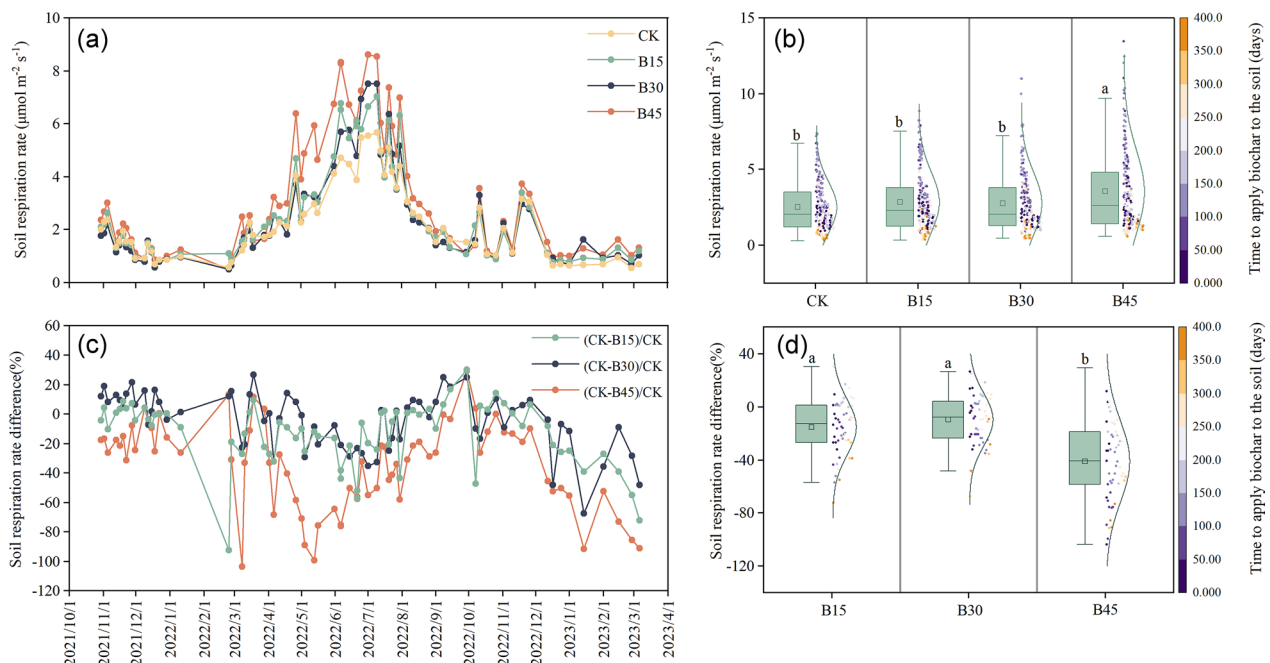 (a)
Soil respiration rate (μmol m⁻² s⁻¹)
10
8
6
4
2
0
CK
B15
B30
B45
(b)
Soil respiration rate (μmol m⁻² s⁻¹)
15
10
5
0
b
b
b
a
CK
B15
B30
B45
400.0
350.0
300.0
250.0
200.0
150.0
100.0
50.00
0.000
Time to apply biochar to the soil (days)
(c)
Soil respiration rate difference(%)
60
40
20
0
-20
-40
-60
-80
-100
-120
(CK-B15)/CK
(CK-B30)/CK
(CK-B45)/CK
2021/10/1
2021/11/1
2021/12/1
2022/1/1
2022/2/1
2022/3/1
2022/4/1
2022/5/1
2022/6/1
2022/7/1
2022/8/1
2022/9/1
2022/10/1
2022/11/1
2022/12/1
2023/1/1
2023/2/1
2023/3/1
2023/4/1
(d)
Soil respiration rate difference(%)
40
0
-40
-80
-120
a
a
b
B15
B30
B45
400.0
350.0
300.0
250.0
200.0
150.0
100.0
50.00
0.000
Time to apply biochar to the soil (days)